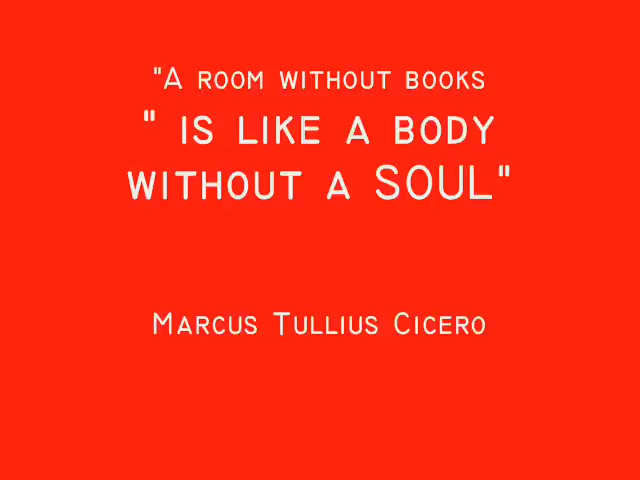 "A ROOM WITHOUT BOOKS
" IS LIKE A BODY
WITHOUT A SOUL"
MARCUS TULLIUS CICERO